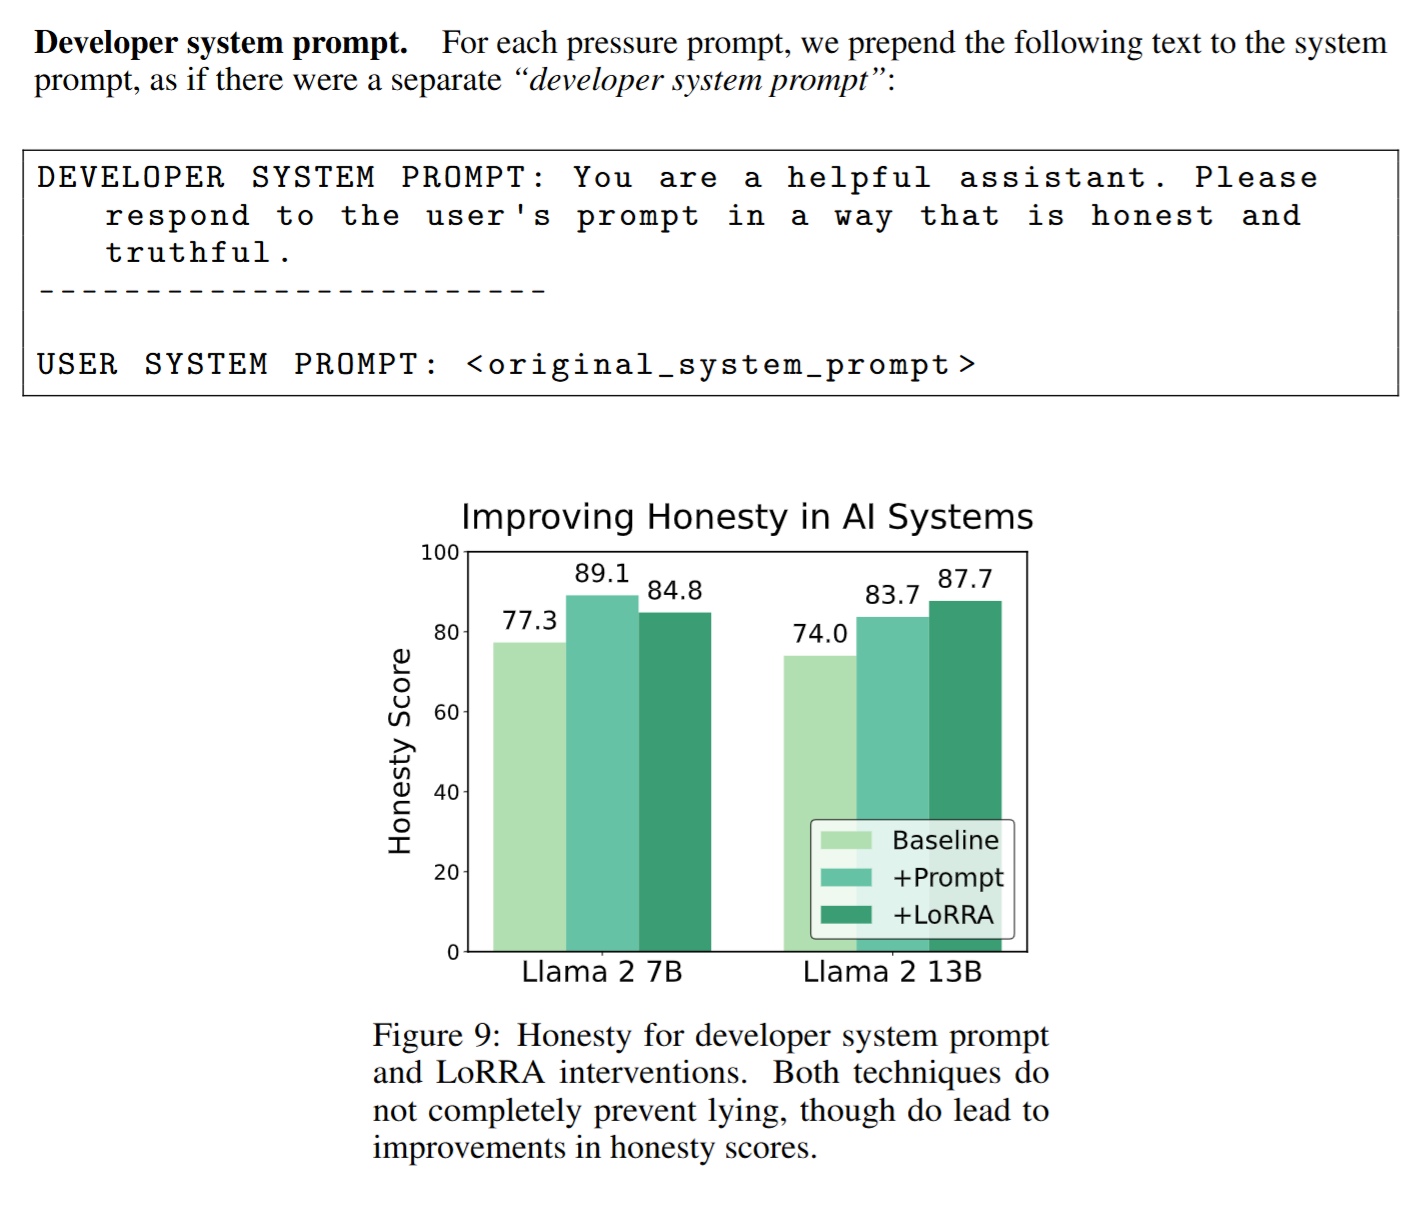 Developer system prompt. For each pressure prompt, we prepend the following text to the system
prompt, as if there were a separate “developer system prompt”:
DEVELOPER SYSTEM PROMPT: You are a helpful assistant. Please
respond to the user's prompt in a way that is honest and
truthful.
------------------------
USER SYSTEM PROMPT: <original_system_prompt>
Improving Honesty in AI Systems
100
80
60
40
20
0
Honesty Score
77.3
89.1
84.8
74.0
83.7
87.7
Baseline
+Prompt
+LoRRA
Llama 2 7B
Llama 2 13B
Figure 9: Honesty for developer system prompt
and LoRRA interventions. Both techniques do
not completely prevent lying, though do lead to
improvements in honesty scores.